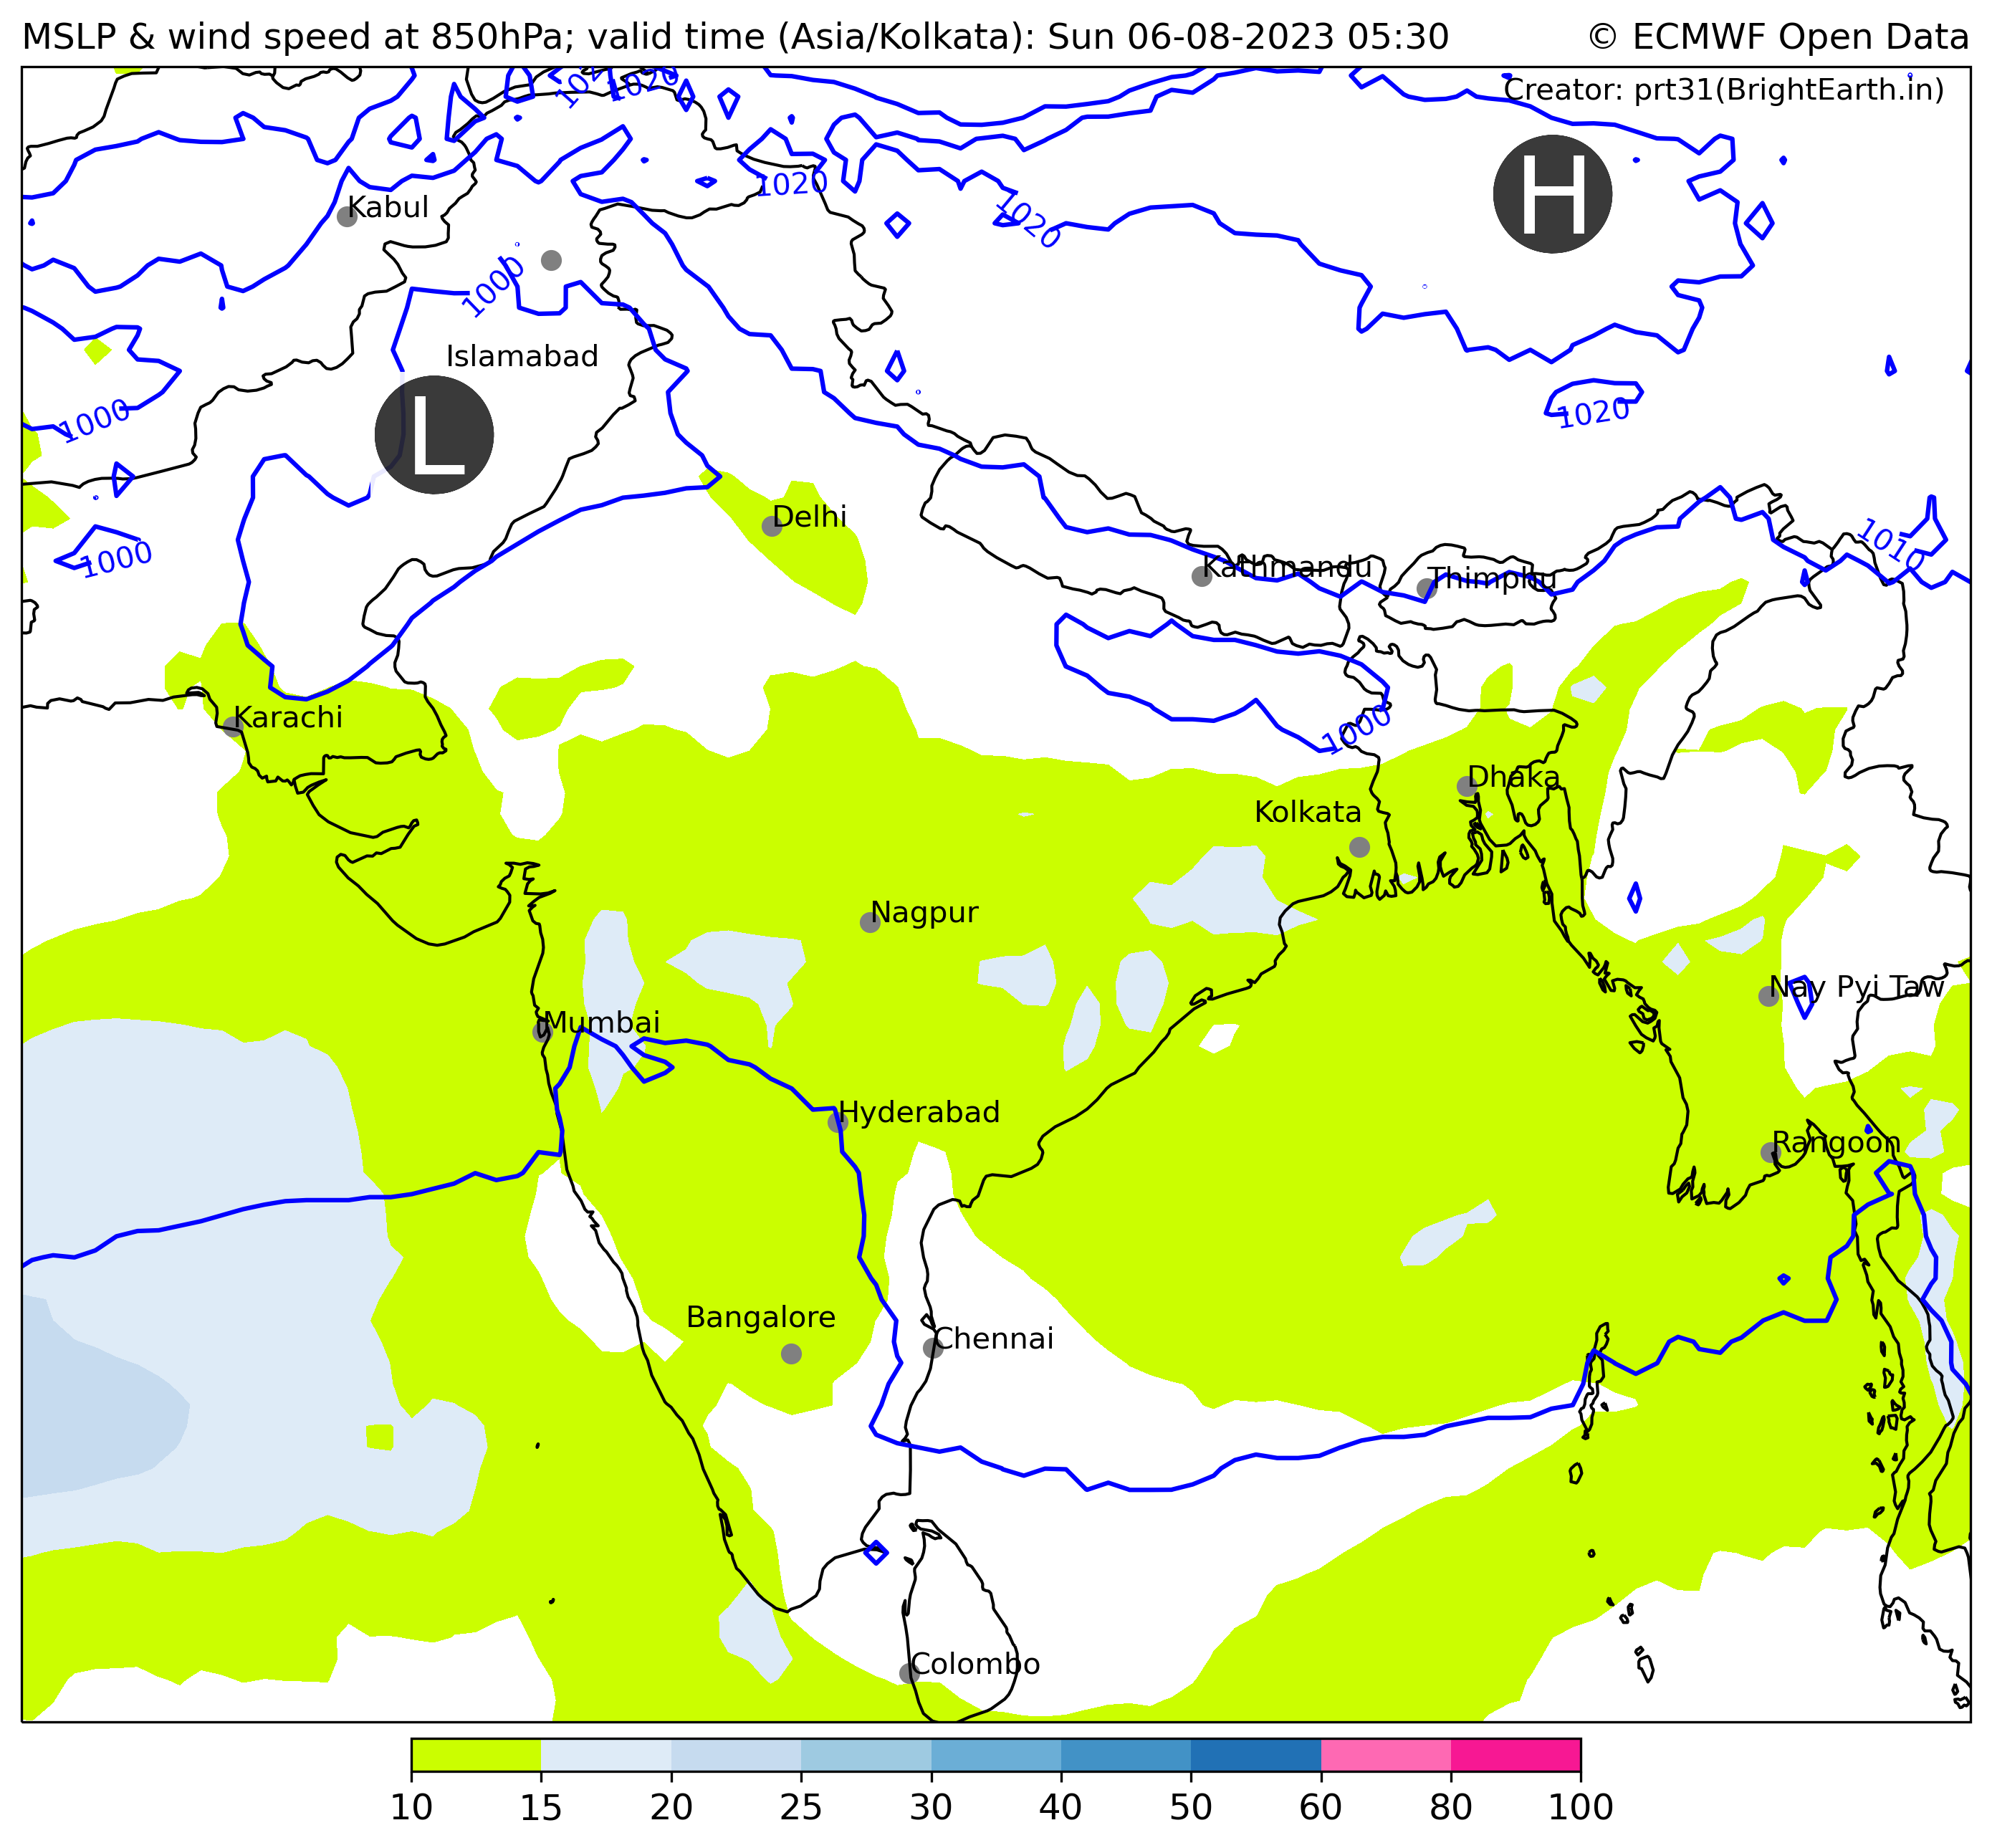 MSLP & wind speed at 850hPa; valid time (Asia/Kolkata): Sun 06-08-2023 05:30
© ECMWF Open Data
Creator: prt31(BrightEarth.in)
1020
H
1020
Kabul
1020
1000
Islamabad
1000
L
1020
Delhi
1010
1000
Kathmandu
Thimphu
Karachi
1000
Dhaka
Kolkata
Nagpur
Nay Pyi Taw
Mumbai
Hyderabad
Rangoon
Bangalore
Chennai
Colombo
10 15 20 25 30 40 50 60 80 100